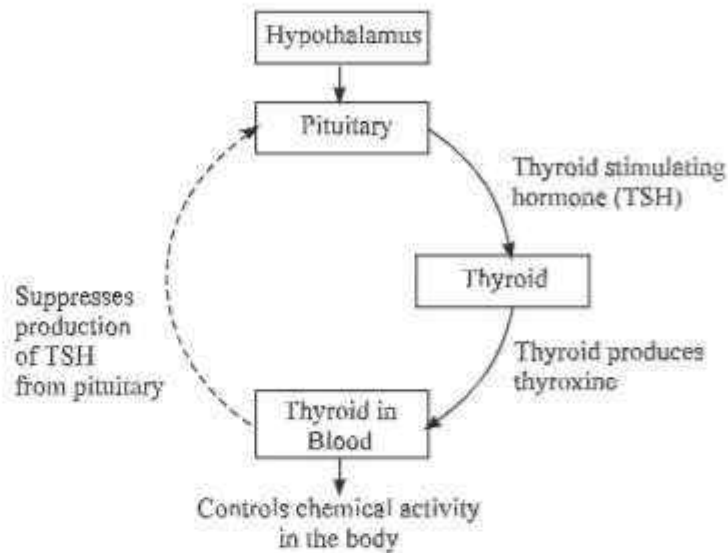 Hypothalamus
Pituitary
Thyroid stimulating
hormone (TSH)
Thyroid
Suppresses
production
of TSH
from pituitary
Thyroid produces
thyroxine
Thyroid in
Blood
Controls chemical activity
in the body